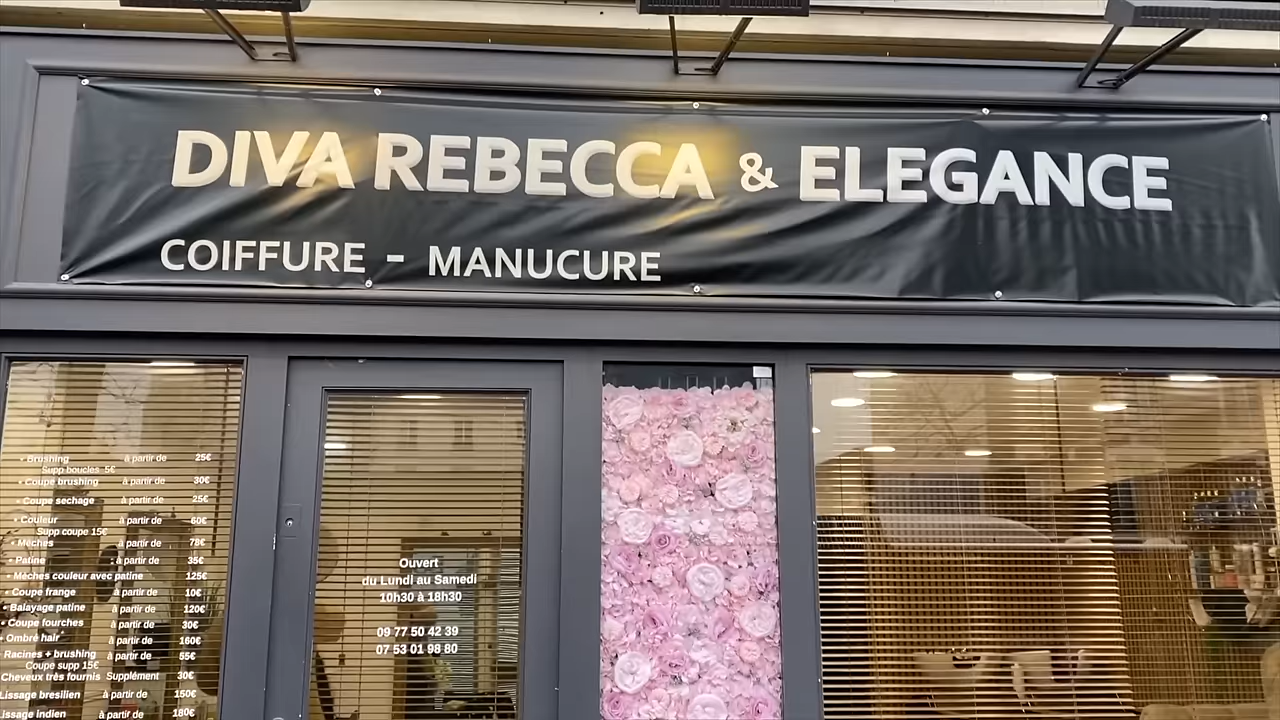 DIVA REBECCA & ELEGANCE
COIFFURE - MANUCURE
• Brushing à partir de 25€
Supp boucles 5€
• Coupe brushing à partir de 30€
• Coupe sechage à partir de 25€
• Couleur à partir de 60€
Supp coupe 15€
• Mèches à partir de 78€
• Patine : à partir de 35€
• Mèches couleur avec patine 125€
• Coupe frange à partir de 10€
• Balayage patine à partir de 120€
• Coupe fourches à partir de 30€
• Ombré hair à partir de 160€
Racines + brushing à partir de 55€
Coupe supp 15€
Cheveux très fournis Supplément 30€
Lissage bresilien à partir de 150€
lissage indien à partir de 180€
Ouvert
du Lundi au Samedi
10h30 à 18h30
09 77 50 42 39
07 53 01 98 80